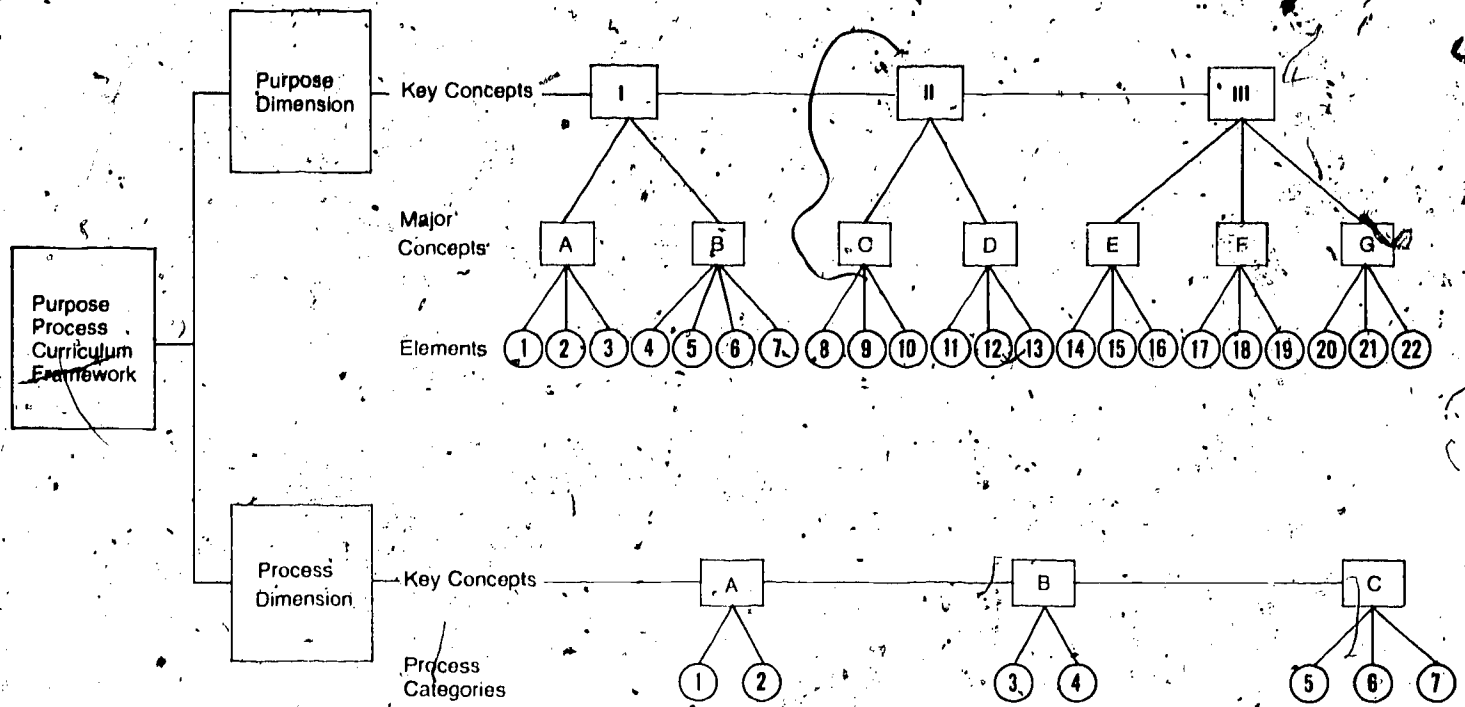 Purpose
Dimension
Key Concepts
I
II
III
Major
Concepts
A
B
C
D
E
F
G
Purpose
Process
Curriculum
Framework
Elements
1 2 3 4 5 6 7 8 9 10 11 12 13 14 15 16 17 18 19 20 21 22
Process
Dimension
Key Concepts
A
B
C
Process
Categories
1 2 3 4 5 6 7